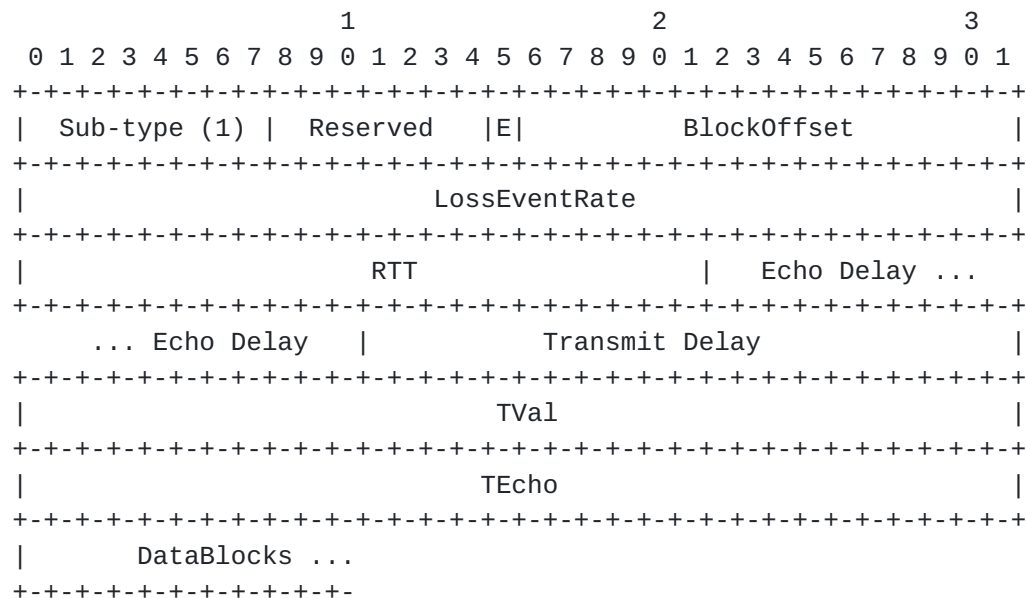 1                   2                   3
 0 1 2 3 4 5 6 7 8 9 0 1 2 3 4 5 6 7 8 9 0 1 2 3 4 5 6 7 8 9 0 1
+-+-+-+-+-+-+-+-+-+-+-+-+-+-+-+-+-+-+-+-+-+-+-+-+-+-+-+-+-+-+-+-+
|  Sub-type (1) |  Reserved   |E|          BlockOffset          |
+-+-+-+-+-+-+-+-+-+-+-+-+-+-+-+-+-+-+-+-+-+-+-+-+-+-+-+-+-+-+-+-+
|                          LossEventRate                        |
+-+-+-+-+-+-+-+-+-+-+-+-+-+-+-+-+-+-+-+-+-+-+-+-+-+-+-+-+-+-+-+-+
|                      RTT                  |   Echo Delay ...
+-+-+-+-+-+-+-+-+-+-+-+-+-+-+-+-+-+-+-+-+-+-+-+-+-+-+-+-+-+-+-+-+
     ... Echo Delay   |           Transmit Delay                |
+-+-+-+-+-+-+-+-+-+-+-+-+-+-+-+-+-+-+-+-+-+-+-+-+-+-+-+-+-+-+-+-+
|                              TVal                             |
+-+-+-+-+-+-+-+-+-+-+-+-+-+-+-+-+-+-+-+-+-+-+-+-+-+-+-+-+-+-+-+-+
|                             TEcho                             |
+-+-+-+-+-+-+-+-+-+-+-+-+-+-+-+-+-+-+-+-+-+-+-+-+-+-+-+-+-+-+-+-+
|       DataBlocks ...
+-+-+-+-+-+-+-+-+-+-+-